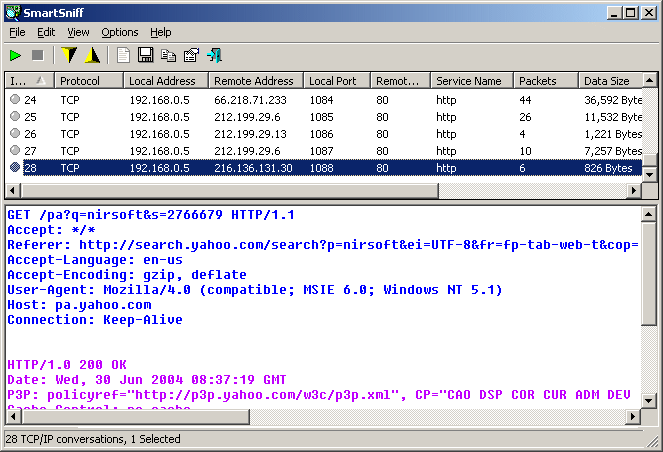 SmartSniff
File Edit View Options Help
I... Protocol Local Address Remote Address Local Port Remot... Service Name Packets Data Size
24 TCP 192.168.0.5 66.218.71.233 1084 80 http 44 36,592 Bytes
25 TCP 192.168.0.5 212.199.29.6 1085 80 http 26 11,532 Bytes
26 TCP 192.168.0.5 212.199.29.13 1086 80 http 4 1,221 Bytes
27 TCP 192.168.0.5 212.199.29.6 1087 80 http 10 7,257 Bytes
28 TCP 192.168.0.5 216.136.131.30 1088 80 http 6 826 Bytes
GET /pa?q=nirsoft&s=2766679 HTTP/1.1
Accept: */*
Referer: http://search.yahoo.com/search?p=nirsoft&ei=UTF-8&fr=fp-tab-web-t&cop=
Accept-Language: en-us
Accept-Encoding: gzip, deflate
User-Agent: Mozilla/4.0 (compatible; MSIE 6.0; Windows NT 5.1)
Host: pa.yahoo.com
Connection: Keep-Alive
HTTP/1.0 200 OK
Date: Wed, 30 Jun 2004 08:37:19 GMT
P3P: policyref="http://p3p.yahoo.com/w3c/p3p.xml", CP="CAO DSP COR CUR ADM DEV
Cache-Control: no-cache
28 TCP/IP conversations, 1 Selected